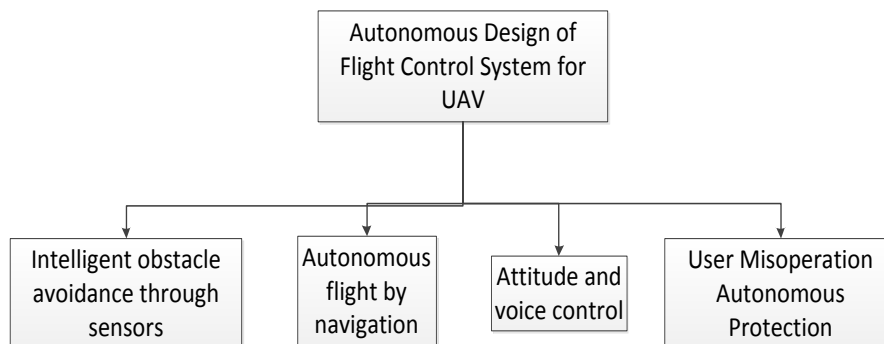 Autonomous Design of
Flight Control System for
UAV
Intelligent obstacle
avoidance through
sensors
Autonomous
flight by
navigation
Attitude and
voice control
User Misoperation
Autonomous
Protection